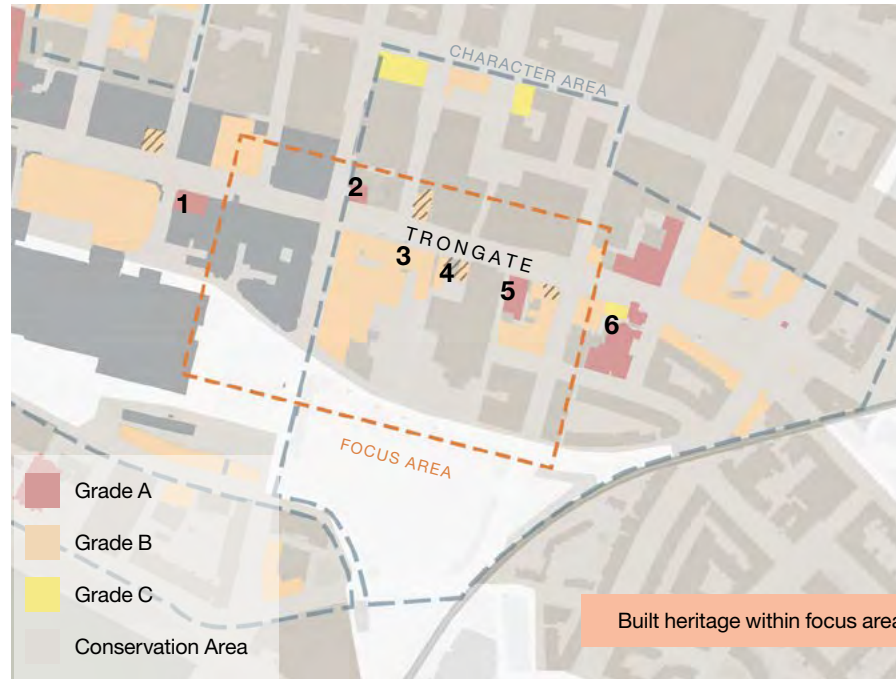 CHARACTER AREA
1
2
TRONGATE
3
4
5
6
FOCUS AREA
Grade A
Grade B
Grade C
Conservation Area
Built heritage within focus area